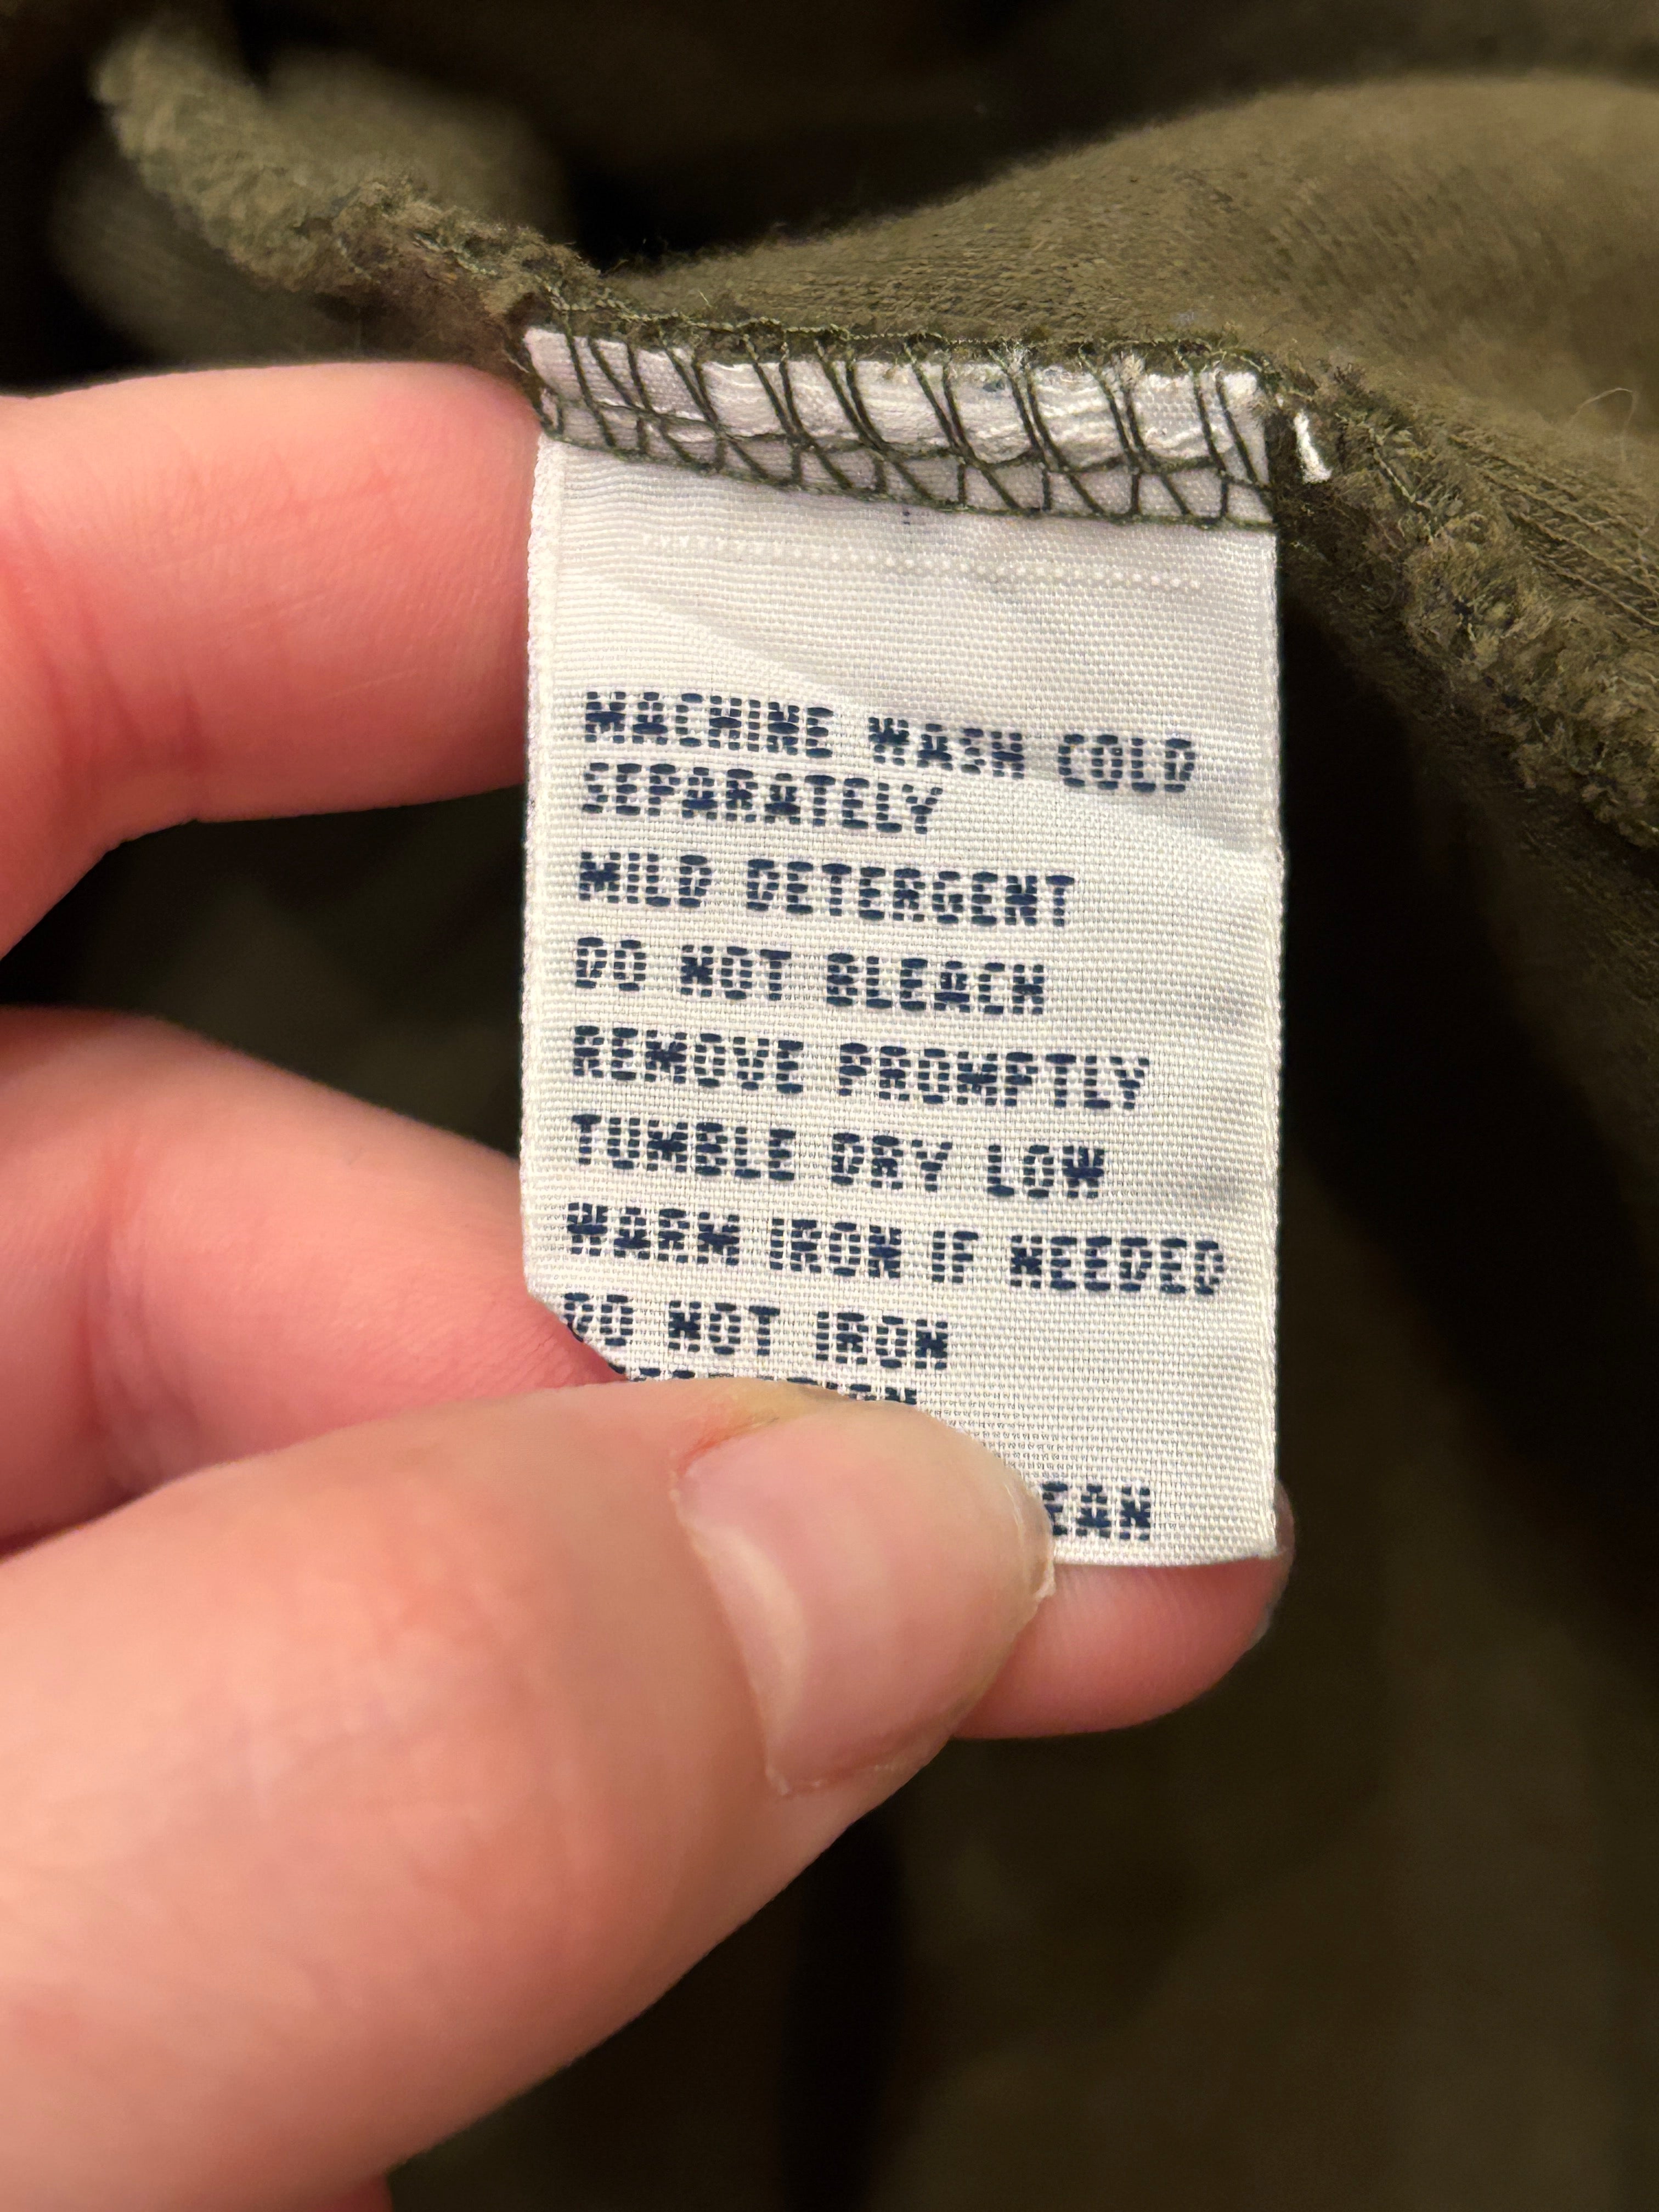 MACHINE WASH COLD
SEPARATELY
MILD DETERGENT
DO NOT BLEACH
REMOVE PROMPTLY
TUMBLE DRY LOW
WARM IRON IF NEEDED
DO NOT IRON